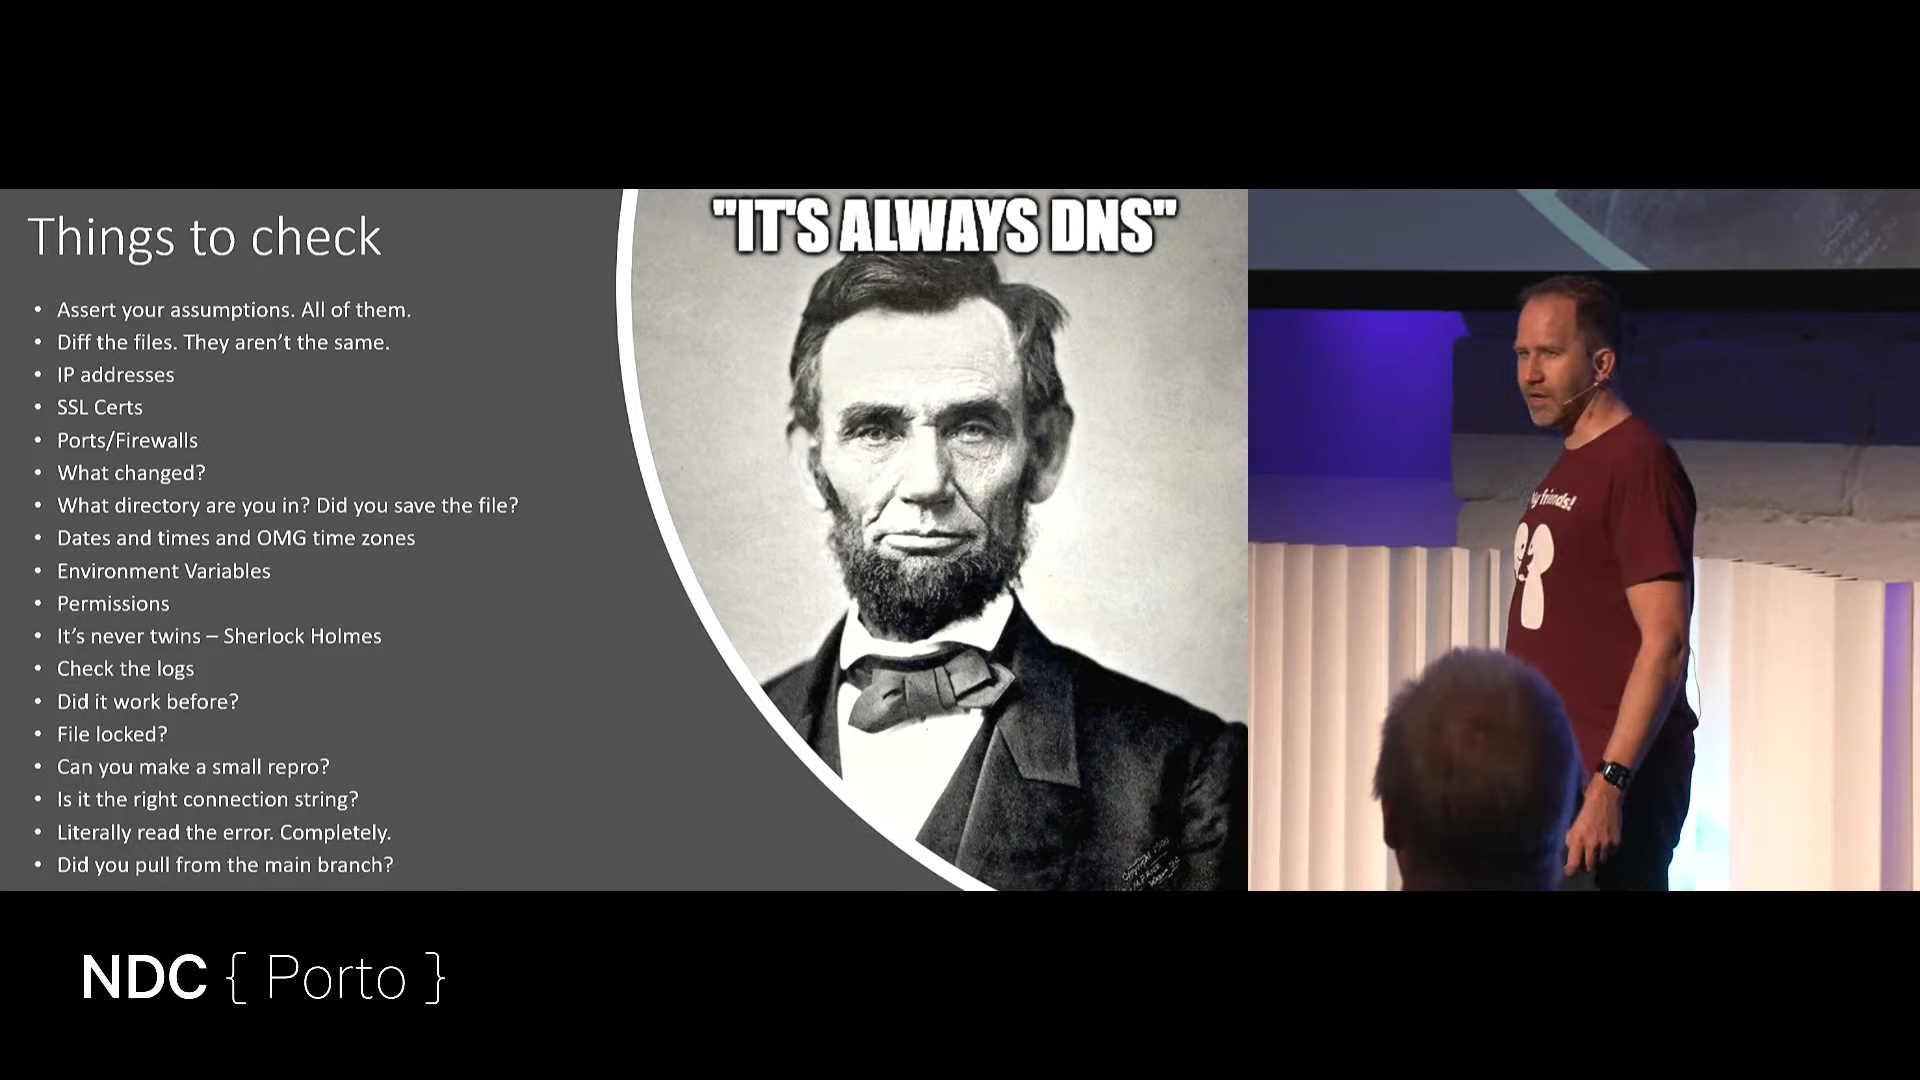 Things to check
• Assert your assumptions. All of them.
• Diff the files. They aren’t the same.
• IP addresses
• SSL Certs
• Ports/Firewalls
• What changed?
• What directory are you in? Did you save the file?
• Dates and times and OMG time zones
• Environment Variables
• Permissions
• It’s never twins – Sherlock Holmes
• Check the logs
• Did it work before?
• File locked?
• Can you make a small repro?
• Is it the right connection string?
• Literally read the error. Completely.
• Did you pull from the main branch?
"IT'S ALWAYS DNS"
friends!
NDC { Porto }